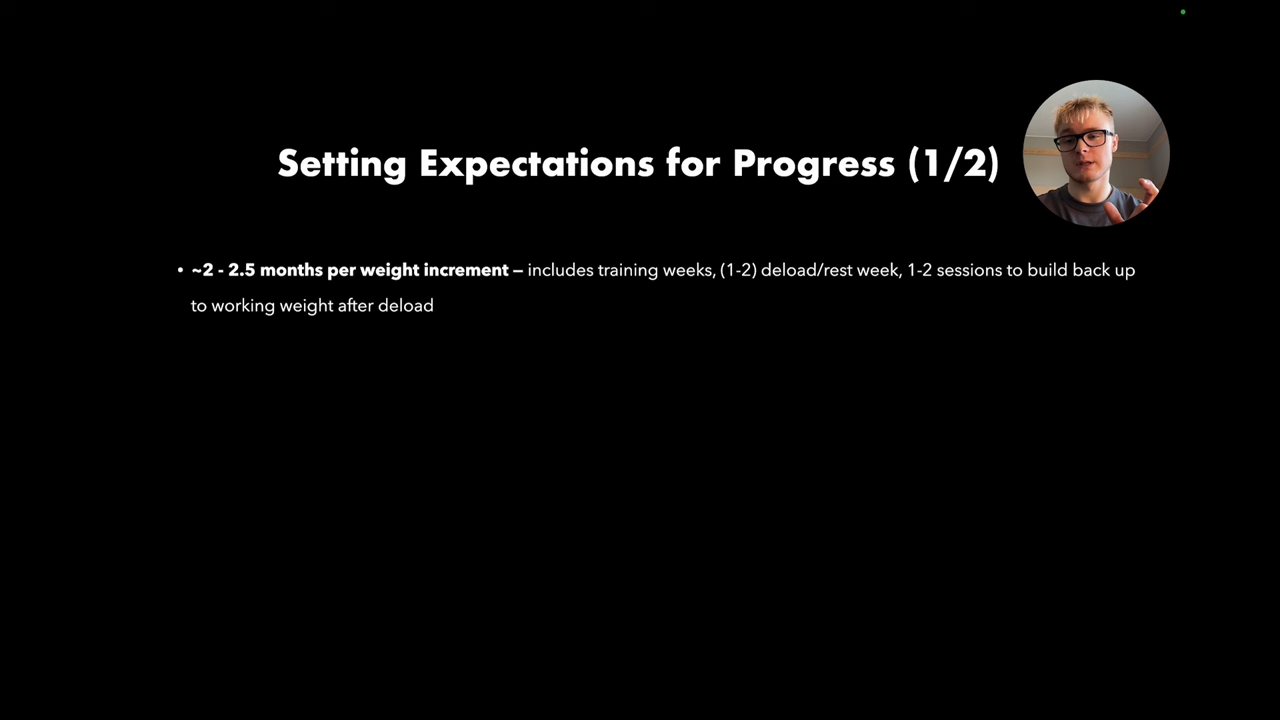 Setting Expectations for Progress (1/2)
• ~2 - 2.5 months per weight increment – includes training weeks, (1-2) deload/rest week, 1-2 sessions to build back up
to working weight after deload